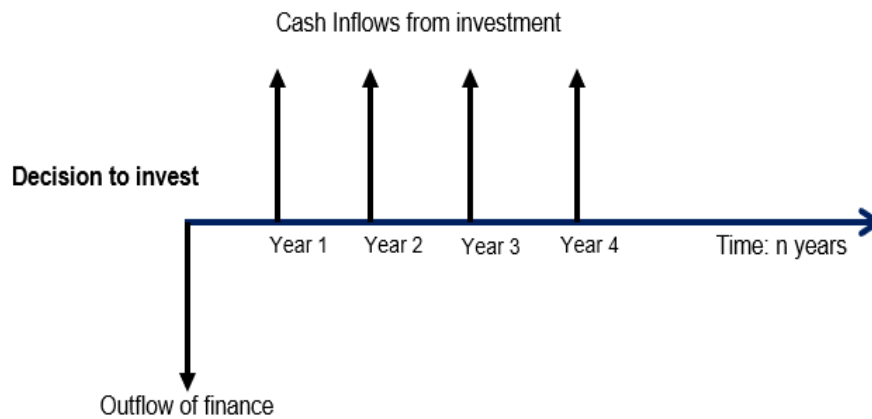 Cash Inflows from investment
Decision to invest
Year 1
Year 2
Year 3
Year 4
Time: n years
Outflow of finance